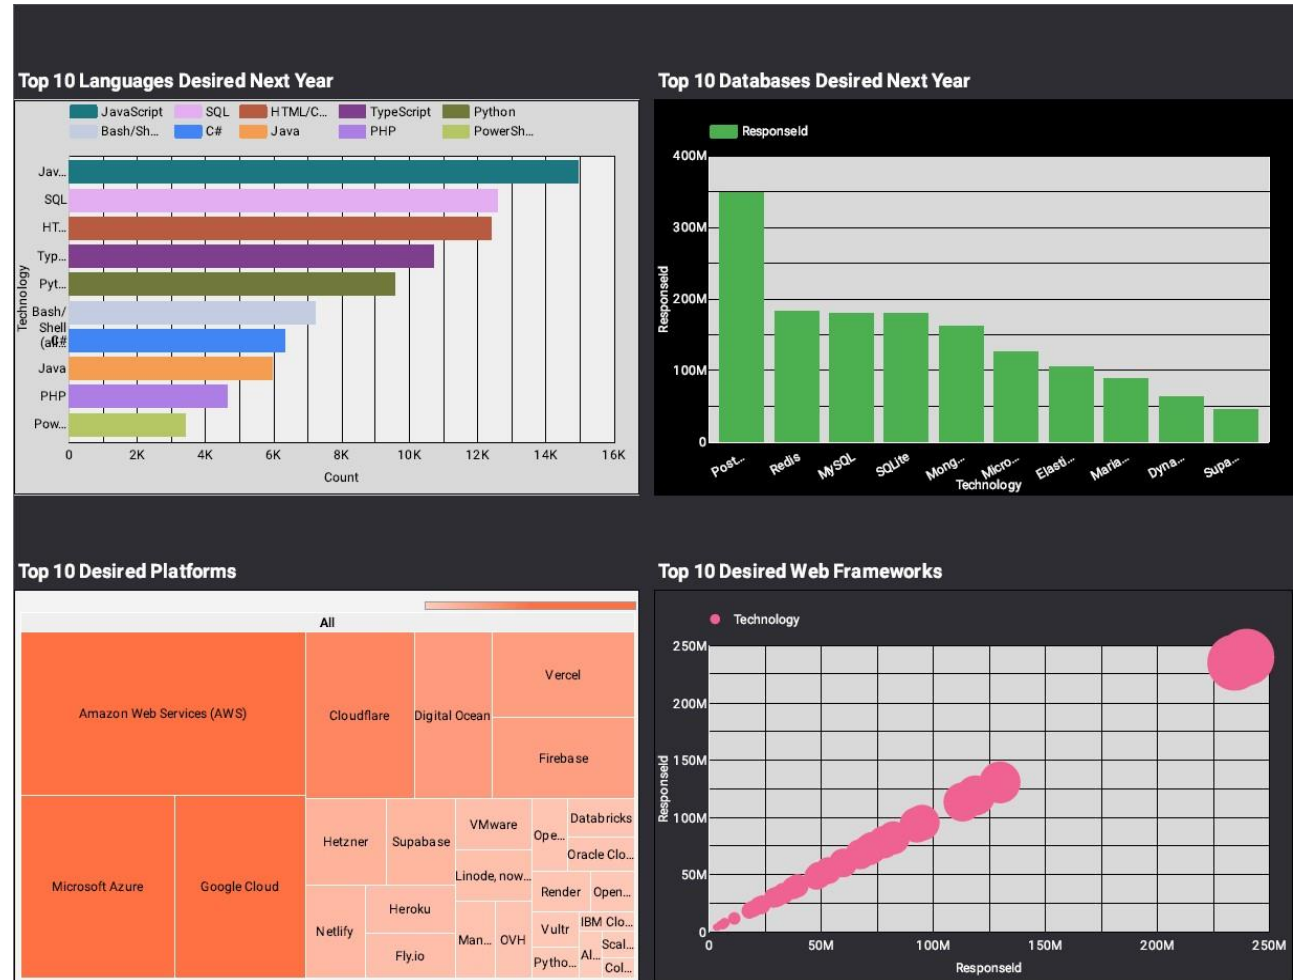 Top 10 Languages Desired Next Year
JavaScript SQL HTML/C... TypeScript Python
Bash/Sh... C# Java PHP PowerSh...
Technology
Jav...
SQL
HT...
Typ...
Pyt...
Bash/
Shell
(all...
C#
Java
PHP
Pow...
0 2K 4K 6K 8K 10K 12K 14K 16K
Count
Top 10 Databases Desired Next Year
ResponseId
400M
300M
200M
100M
0
ResponseId
Post... Redis MySQL SQLite Mong... Micro... Elasti... Maria... Dyna... Supa...
Technology
Top 10 Desired Platforms
All
Amazon Web Services (AWS)
Cloudflare
Digital Ocean
Vercel
Firebase
Microsoft Azure
Google Cloud
Hetzner
Supabase
VMware
Ope...
Databricks
Oracle Clo...
Linode, now...
Netlify
Heroku
Fly.io
Man...
OVH
Render
Open...
Vultr
IBM Clo...
Pytho...
Al...
Scal...
Col...
Top 10 Desired Web Frameworks
Technology
250M
200M
150M
100M
50M
0
ResponseId
0 50M 100M 150M 200M 250M
ResponseId